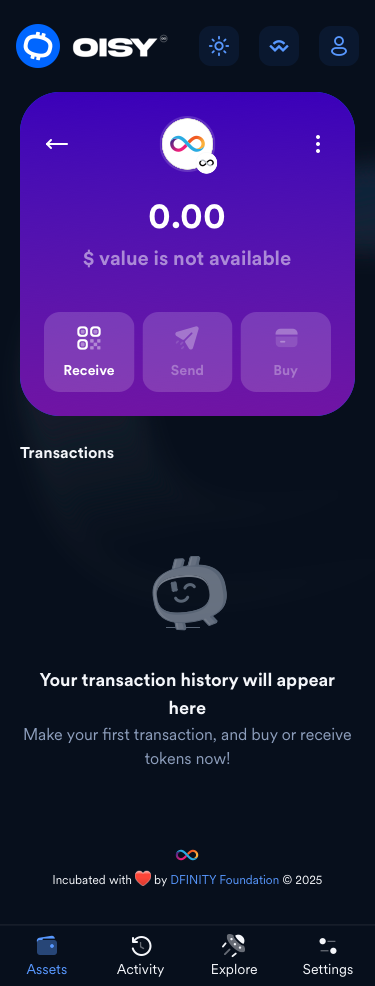 OISY
0.00
$ value is not available
Receive
Send
Buy
Transactions
Your transaction history will appear
here
Make your first transaction, and buy or receive
tokens now!
Incubated with ❤️ by DFINITY Foundation © 2025
Assets
Activity
Explore
Settings